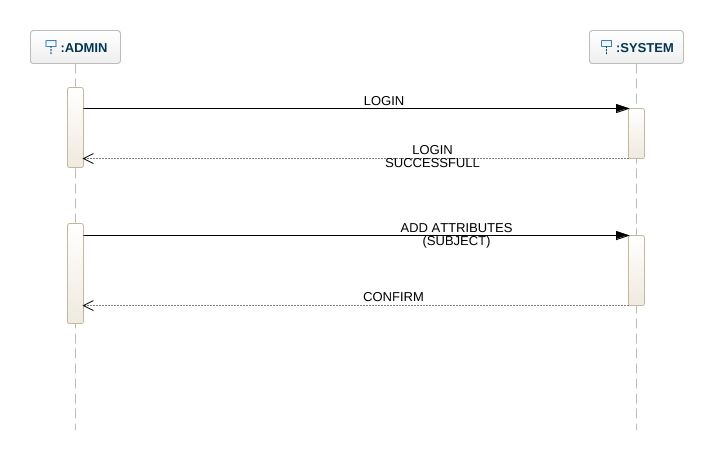 :ADMIN
:SYSTEM
LOGIN
LOGIN
SUCCESSFULL
ADD ATTRIBUTES
(SUBJECT)
CONFIRM